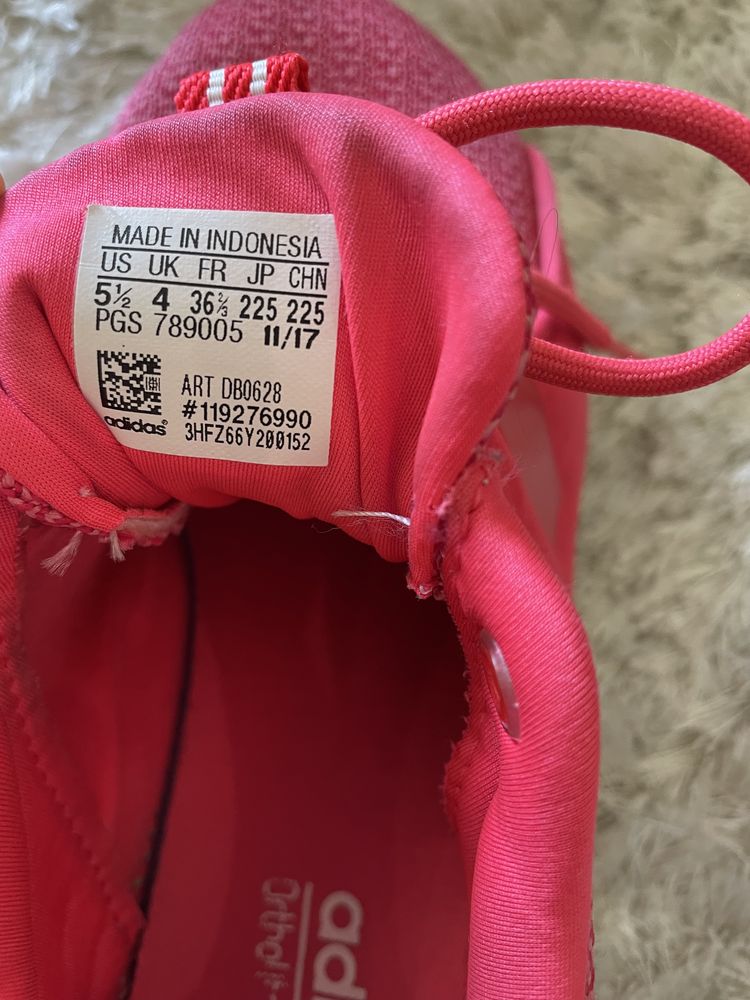 MADE IN INDONESIA
US UK FR JP CHN
5½ 4 36⅔ 225 225
PGS 789005 11/17
adidas®
ART DB0628
#119276990
3HFZ66Y200152